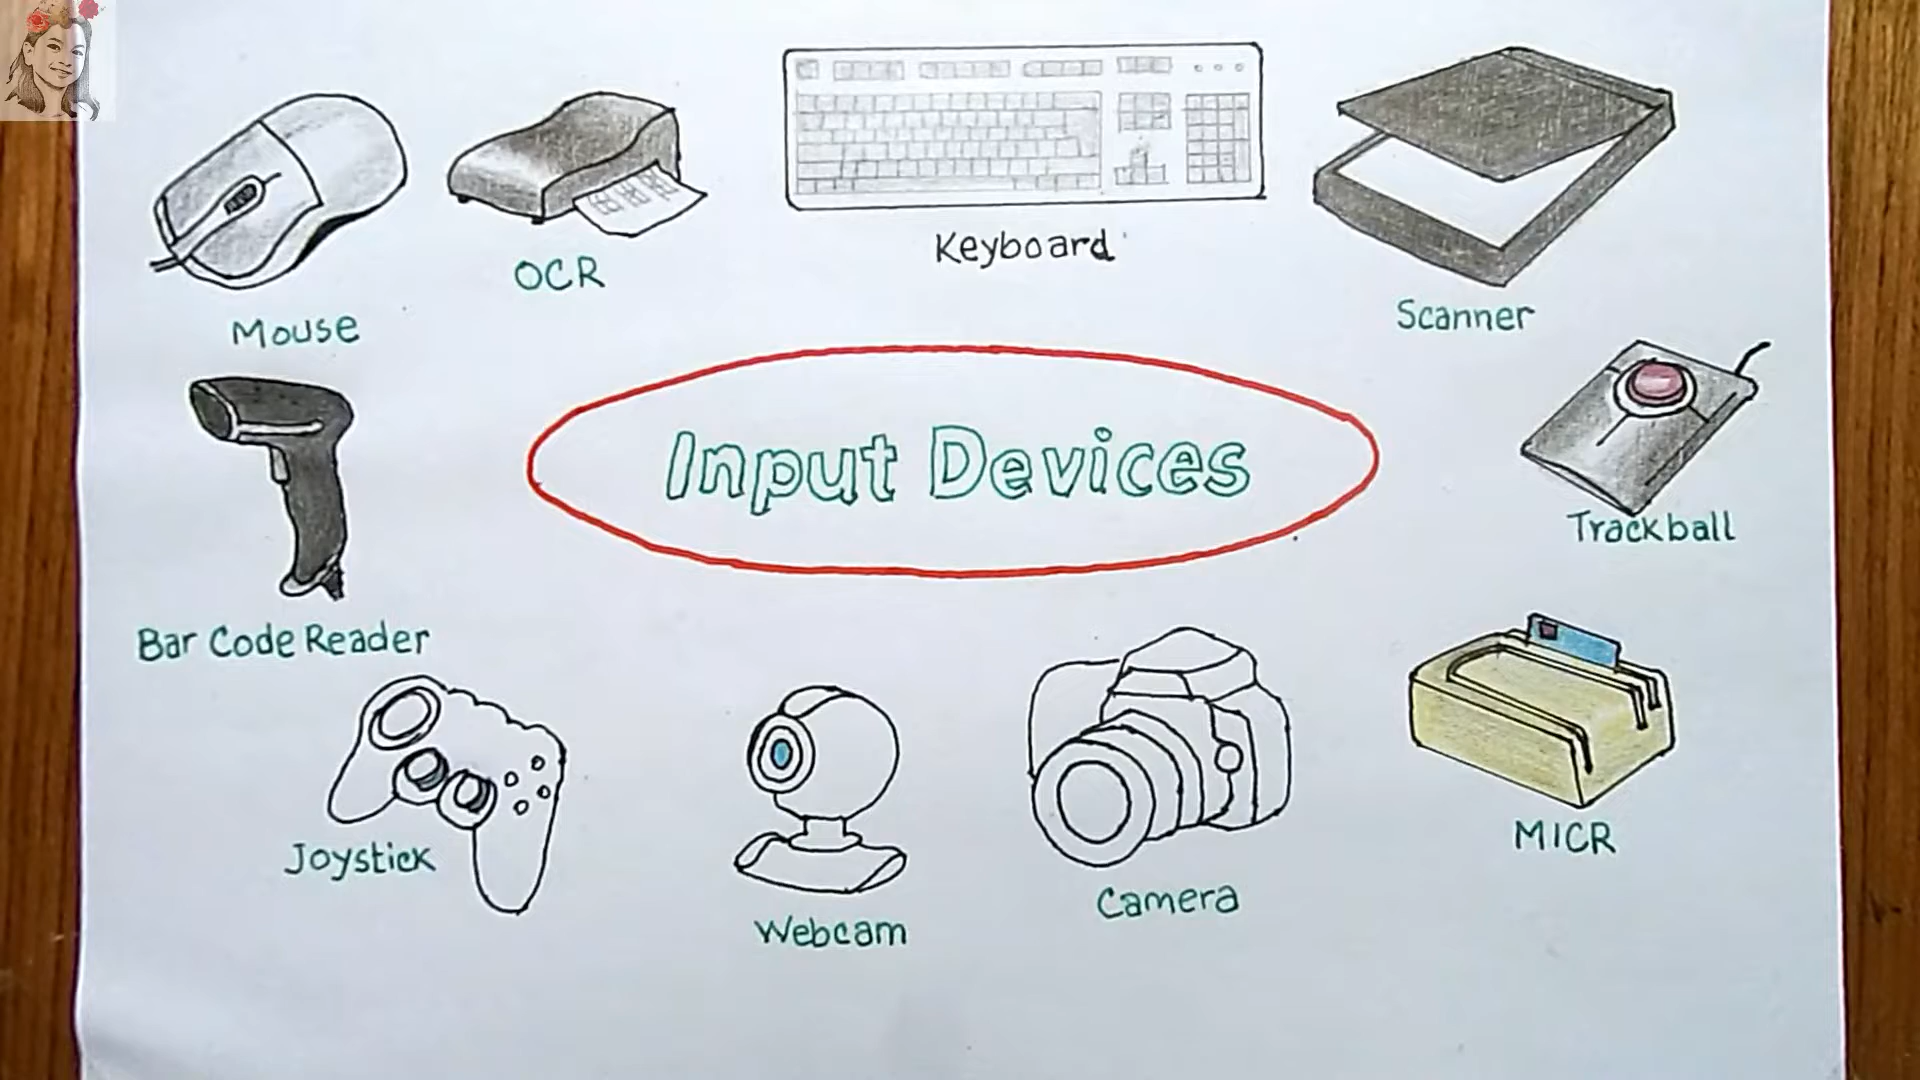 Mouse
OCR
Keyboard
Scanner
Input Devices
Trackball
Bar Code Reader
Joystick
Webcam
Camera
MICR